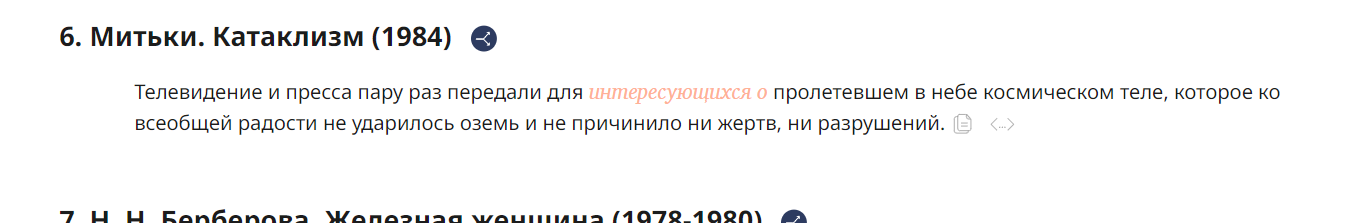 6. Митьки. Катаклизм (1984)
Телевидение и пресса пару раз передали для интересующихся о пролетевшем в небе космическом теле, которое ко
всеобщей радости не ударилось оземь и не причинило ни жертв, ни разрушений.
7. Н. Н. Берберова. Железная женщина (1978-1980)